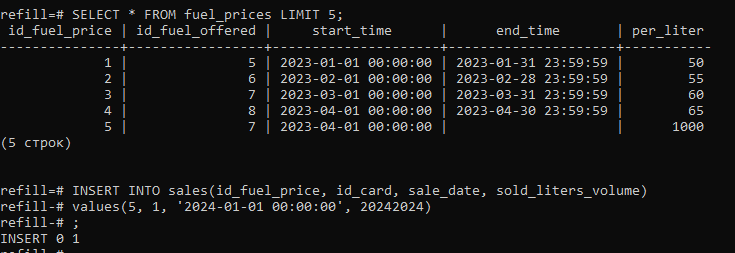 refill=# SELECT * FROM fuel_prices LIMIT 5;
 id_fuel_price | id_fuel_offered |     start_time      |      end_time       | per_liter
---------------+-----------------+---------------------+---------------------+-----------
             1 |               5 | 2023-01-01 00:00:00 | 2023-01-31 23:59:59 |        50
             2 |               6 | 2023-02-01 00:00:00 | 2023-02-28 23:59:59 |        55
             3 |               7 | 2023-03-01 00:00:00 | 2023-03-31 23:59:59 |        60
             4 |               8 | 2023-04-01 00:00:00 | 2023-04-30 23:59:59 |        65
             5 |               7 | 2023-04-01 00:00:00 |                     |      1000
(5 строк)
refill=# INSERT INTO sales(id_fuel_price, id_card, sale_date, sold_liters_volume)
refill-# values(5, 1, '2024-01-01 00:00:00', 20242024)
refill-# ;
INSERT 0 1
refill=#